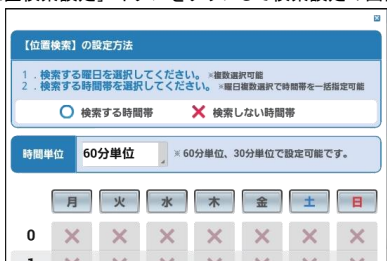 【位置検索】の設定方法
1．検索する曜日を選択してください。※複数選択可能
2．検索する時間帯を選択してください。※曜日複数選択で時間帯を一括指定可能
○ 検索する時間帯 ✕ 検索しない時間帯
時間単位 60分単位 ※60分単位、30分単位で設定可能です。
月 火 水 木 金 土 日
0 ✕ ✕ ✕ ✕ ✕ ✕ ✕